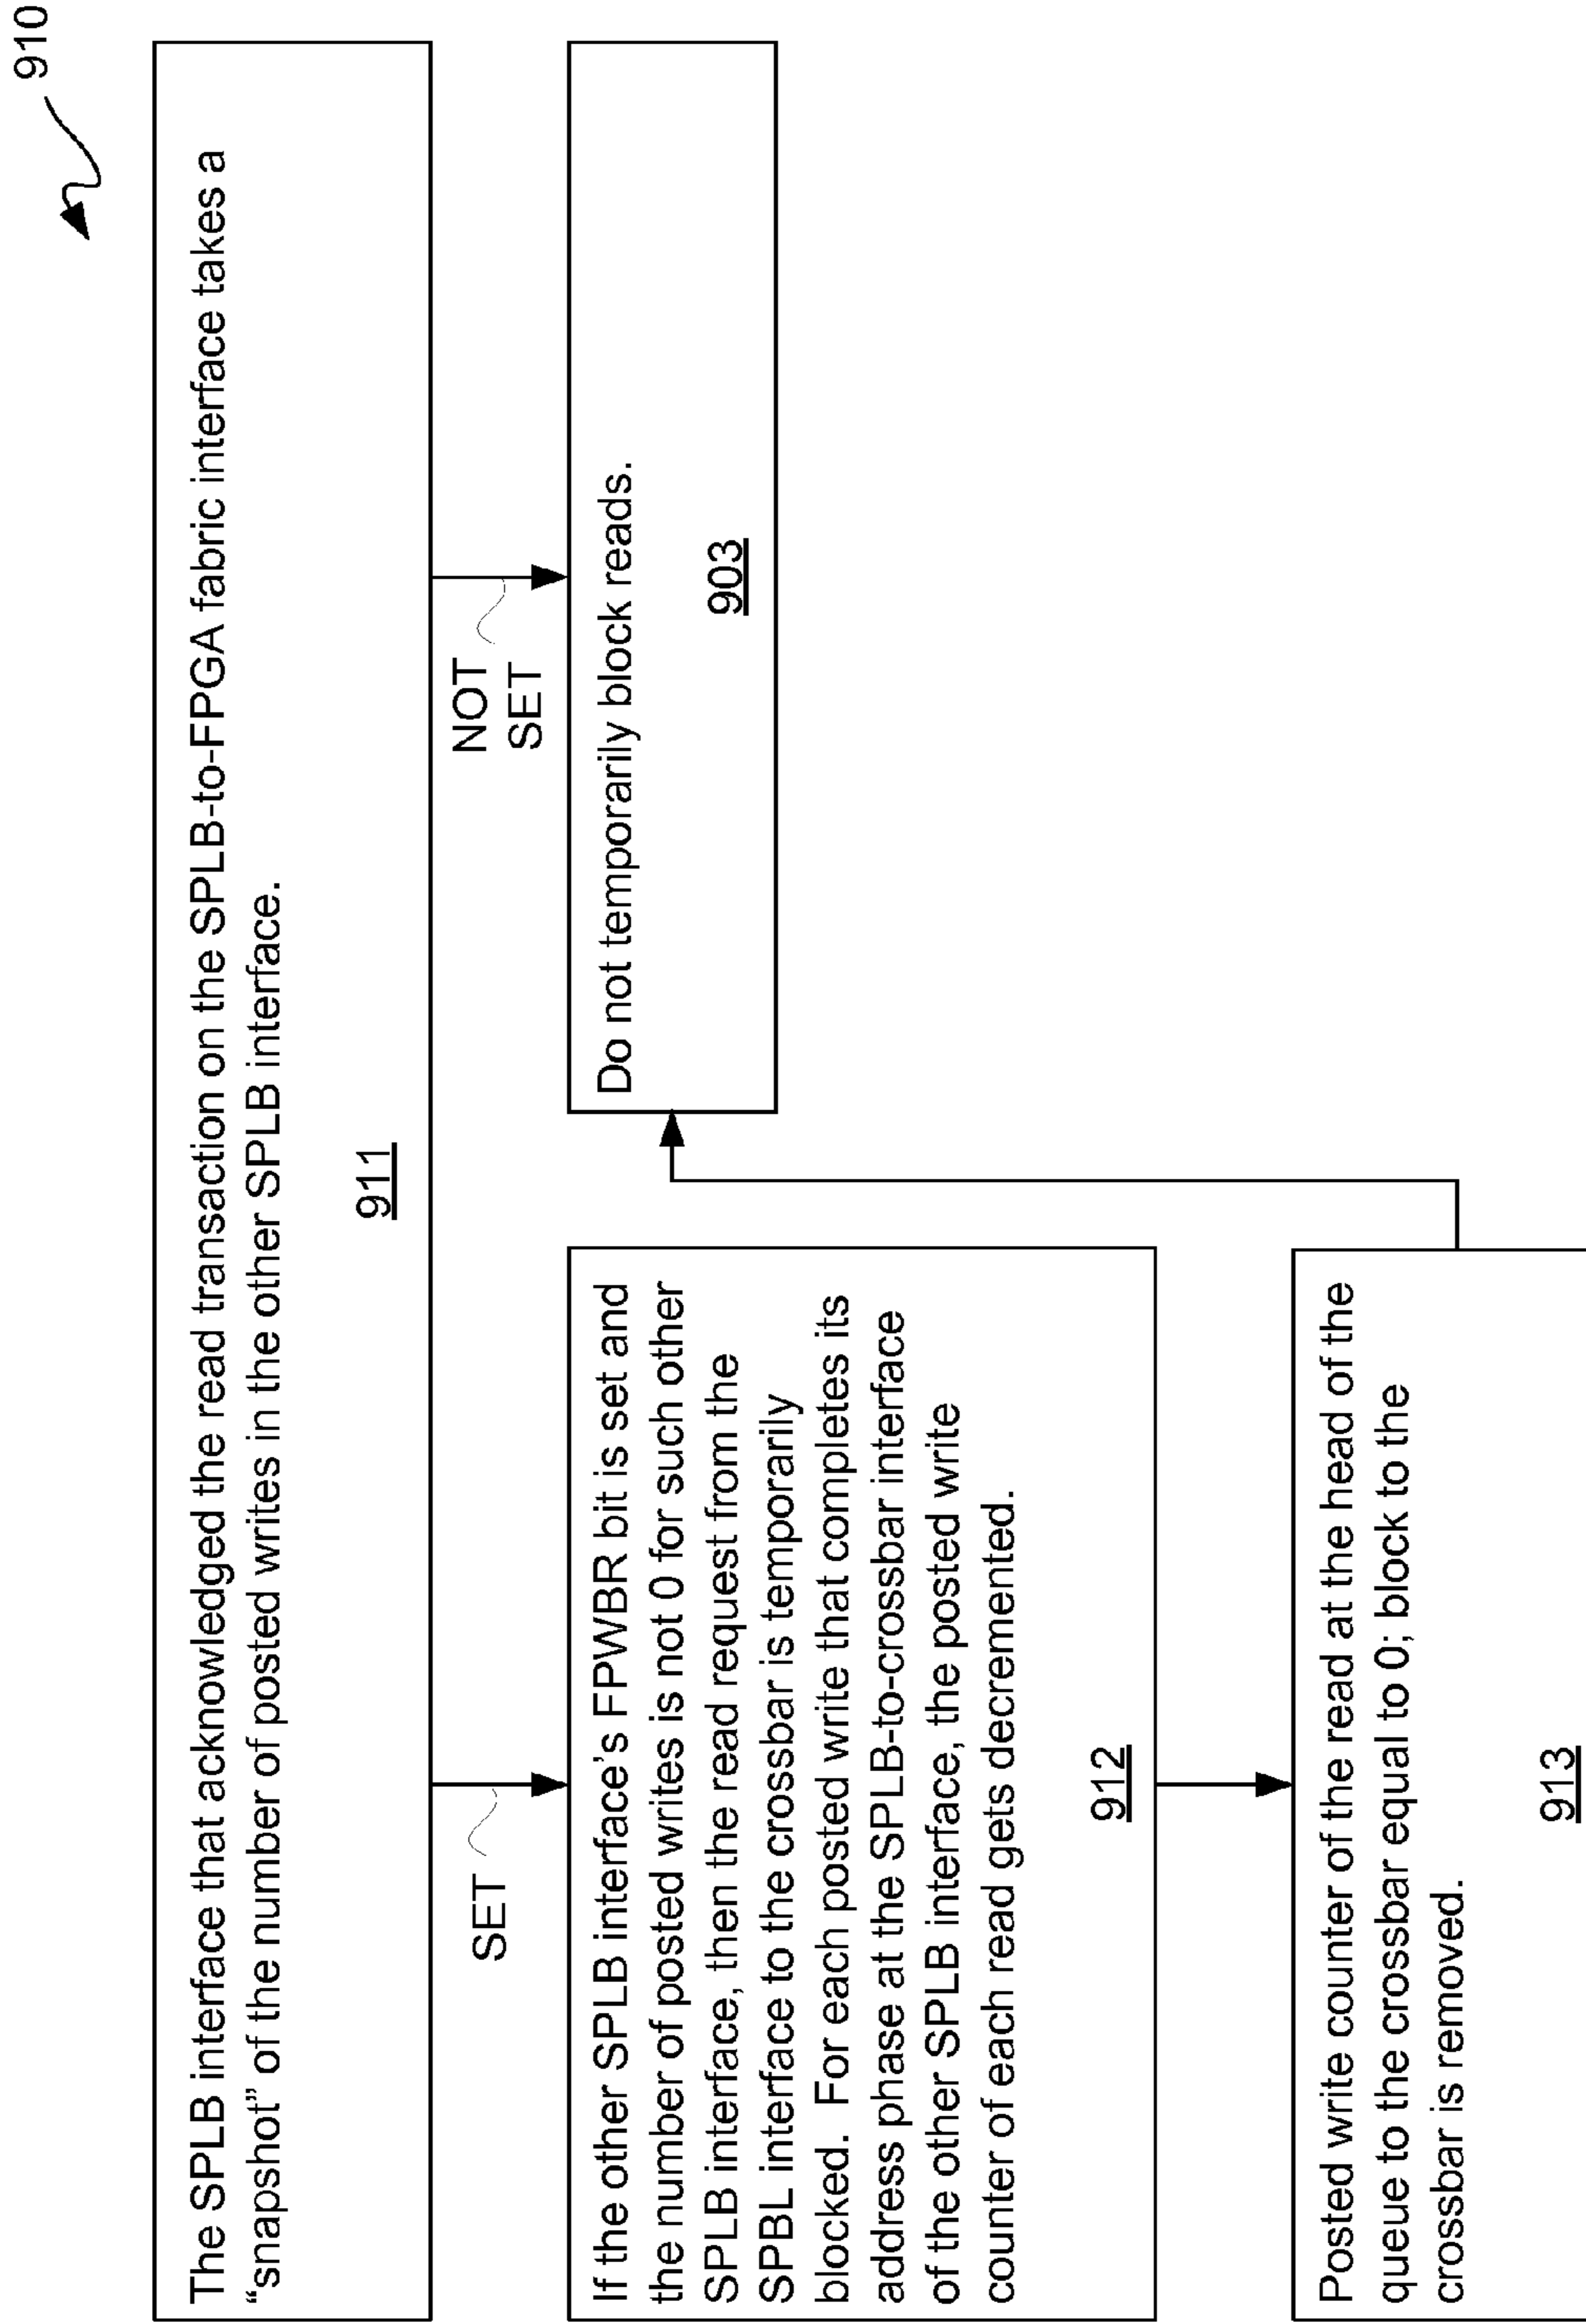 910
The SPLB interface that acknowledged the read transaction on the SPLB-to-FPGA fabric interface takes a
“snapshot” of the number of posted writes in the other SPLB interface.
911
SET
NOT
SET
If the other SPLB interface’s FPWBR bit is set and
the number of posted writes is not 0 for such other
SPLB interface, then the read request from the
SPBL interface to the crossbar is temporarily
blocked.  For each posted write that completes its
address phase at the SPLB-to-crossbar interface
of the other SPLB interface, the posted write
counter of each read gets decremented.
912
Do not temporarily block reads.
903
Posted write counter of the read at the head of the
queue to the crossbar equal to 0; block to the
crossbar is removed.
913